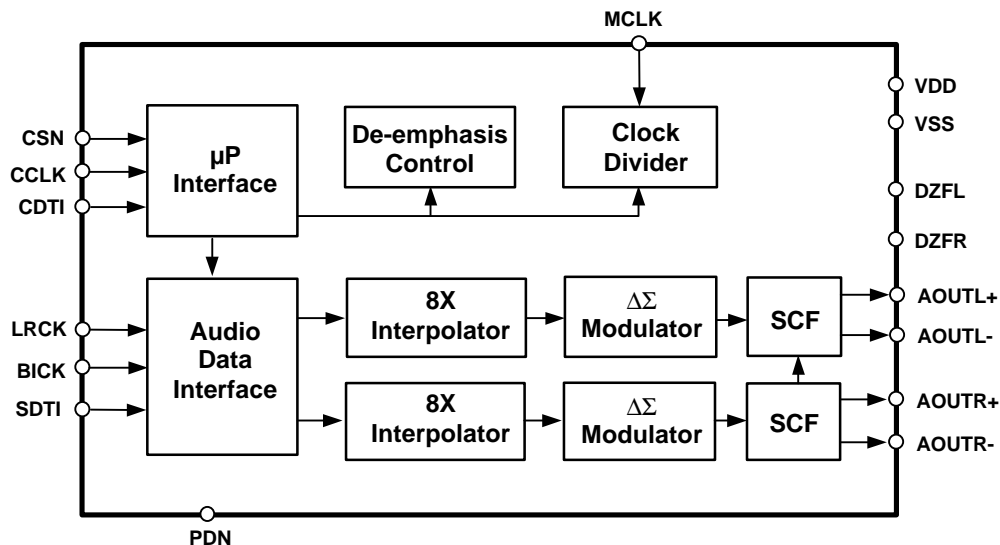 MCLK
VDD
VSS
CSN
CCLK
CDTI
µP
Interface
De-emphasis
Control
Clock
Divider
DZFL
DZFR
LRCK
BICK
SDTI
Audio
Data
Interface
8X
Interpolator
ΔΣ
Modulator
SCF
AOUTL+
AOUTL-
8X
Interpolator
ΔΣ
Modulator
SCF
AOUTR+
AOUTR-
PDN